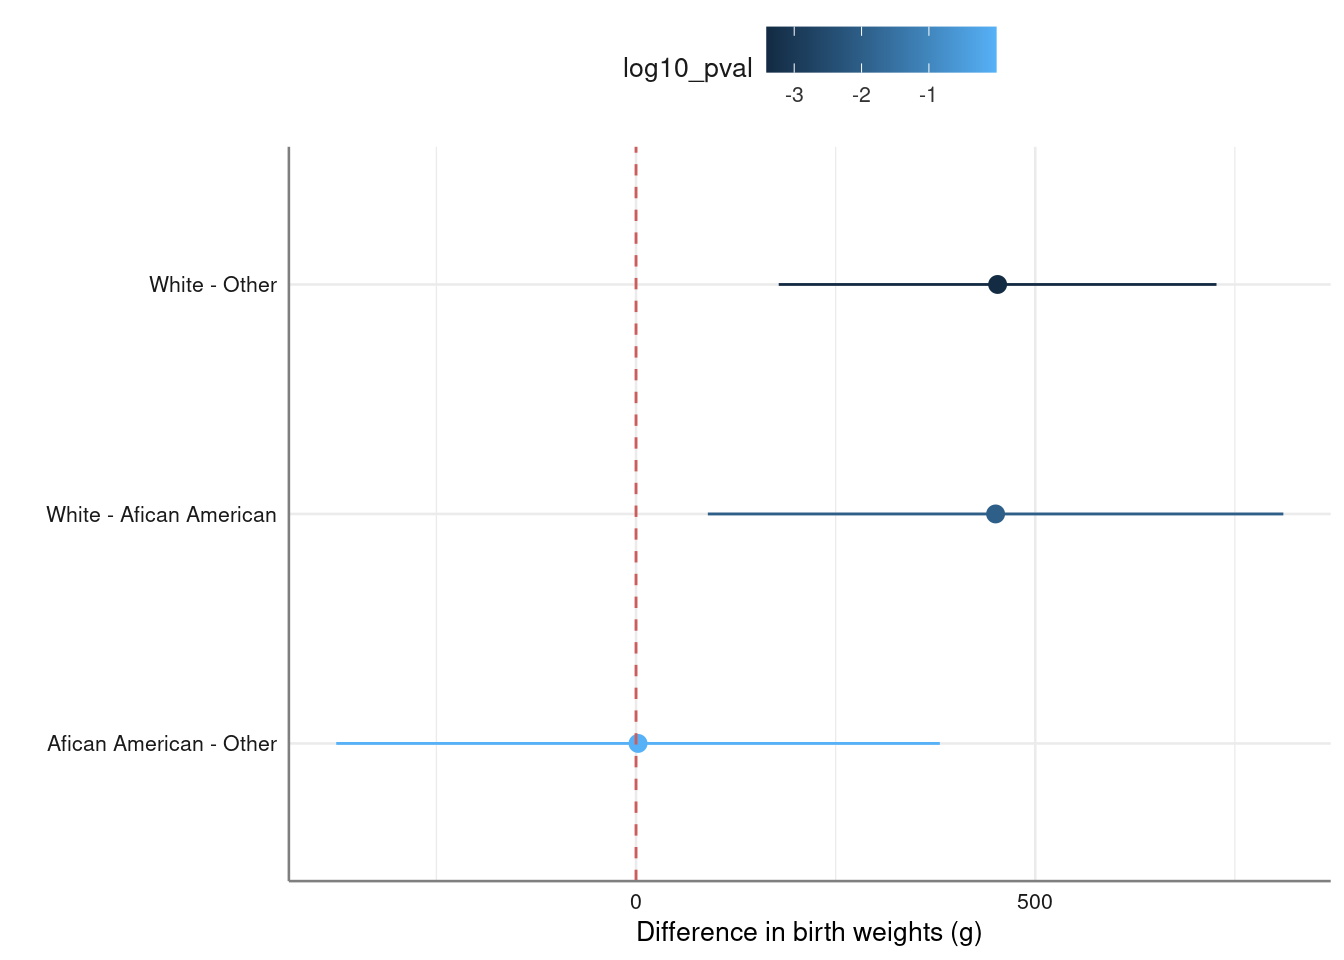 log10_pval
-3 -2 -1
White - Other
White - Afican American
Afican American - Other
0 500
Difference in birth weights (g)